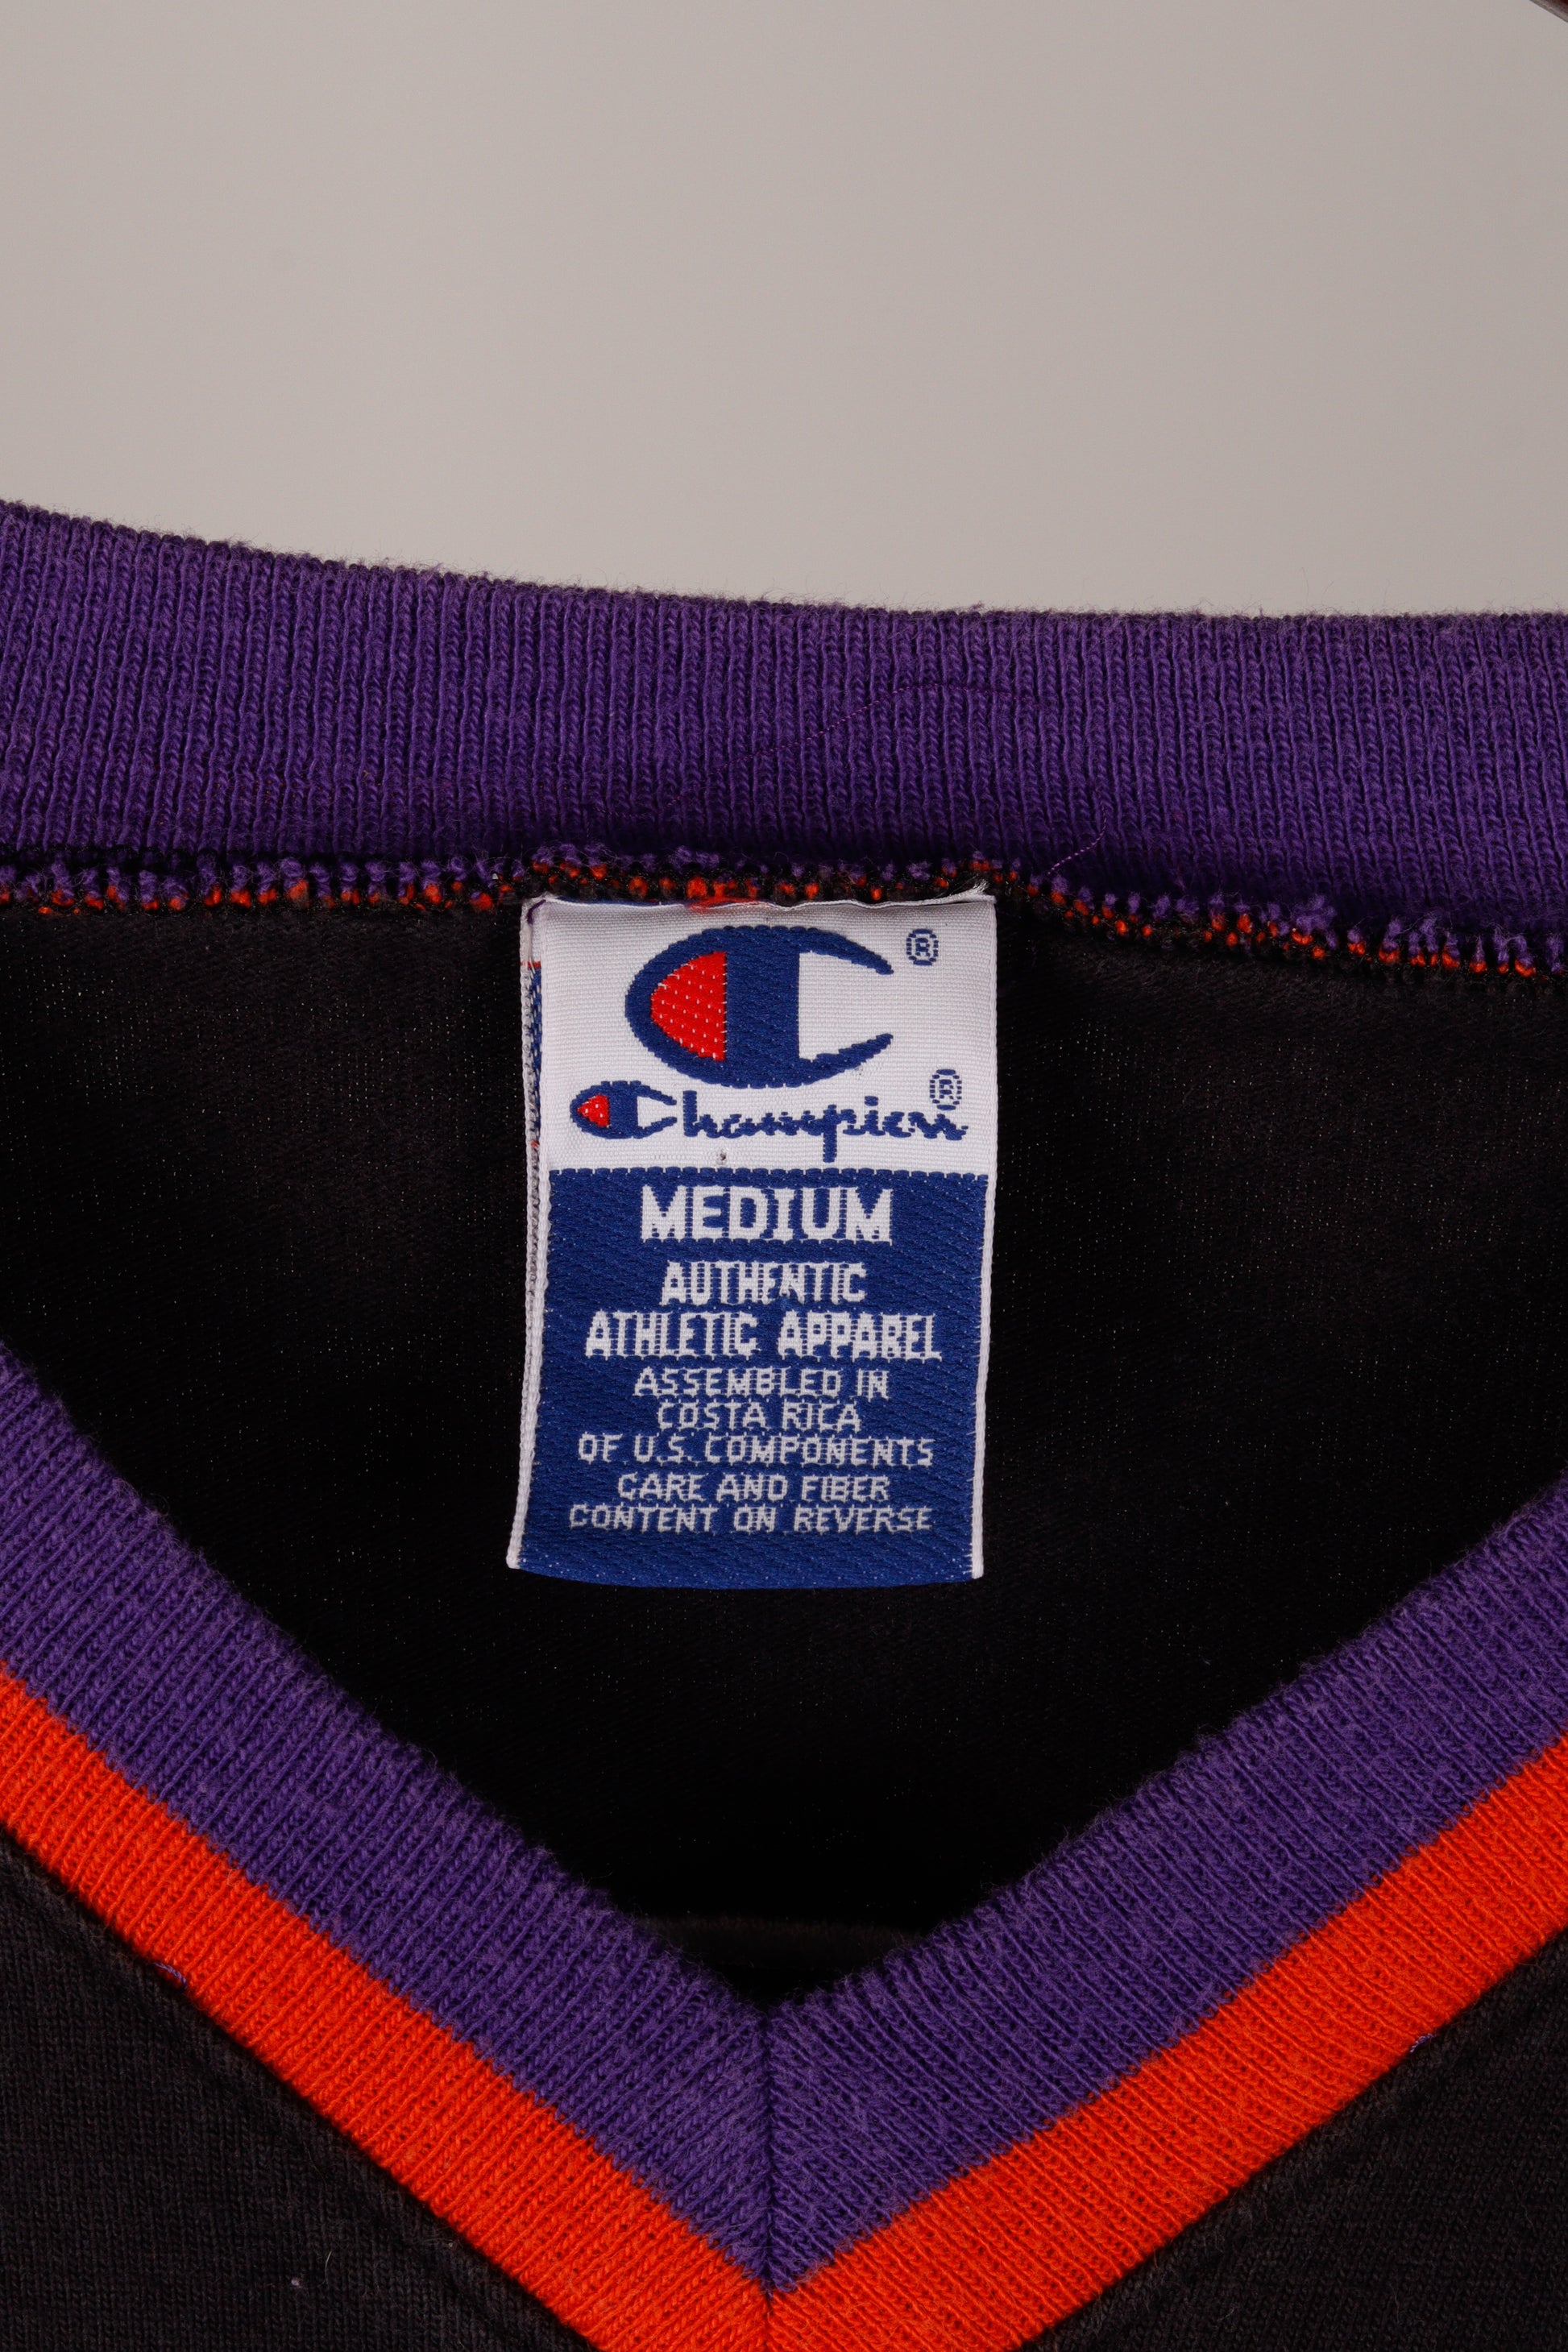 ®
Champion®
MEDIUM
AUTHENTIC
ATHLETIC APPAREL
ASSEMBLED IN
COSTA RICA
OF U.S. COMPONENTS
CARE AND FIBER
CONTENT ON REVERSE